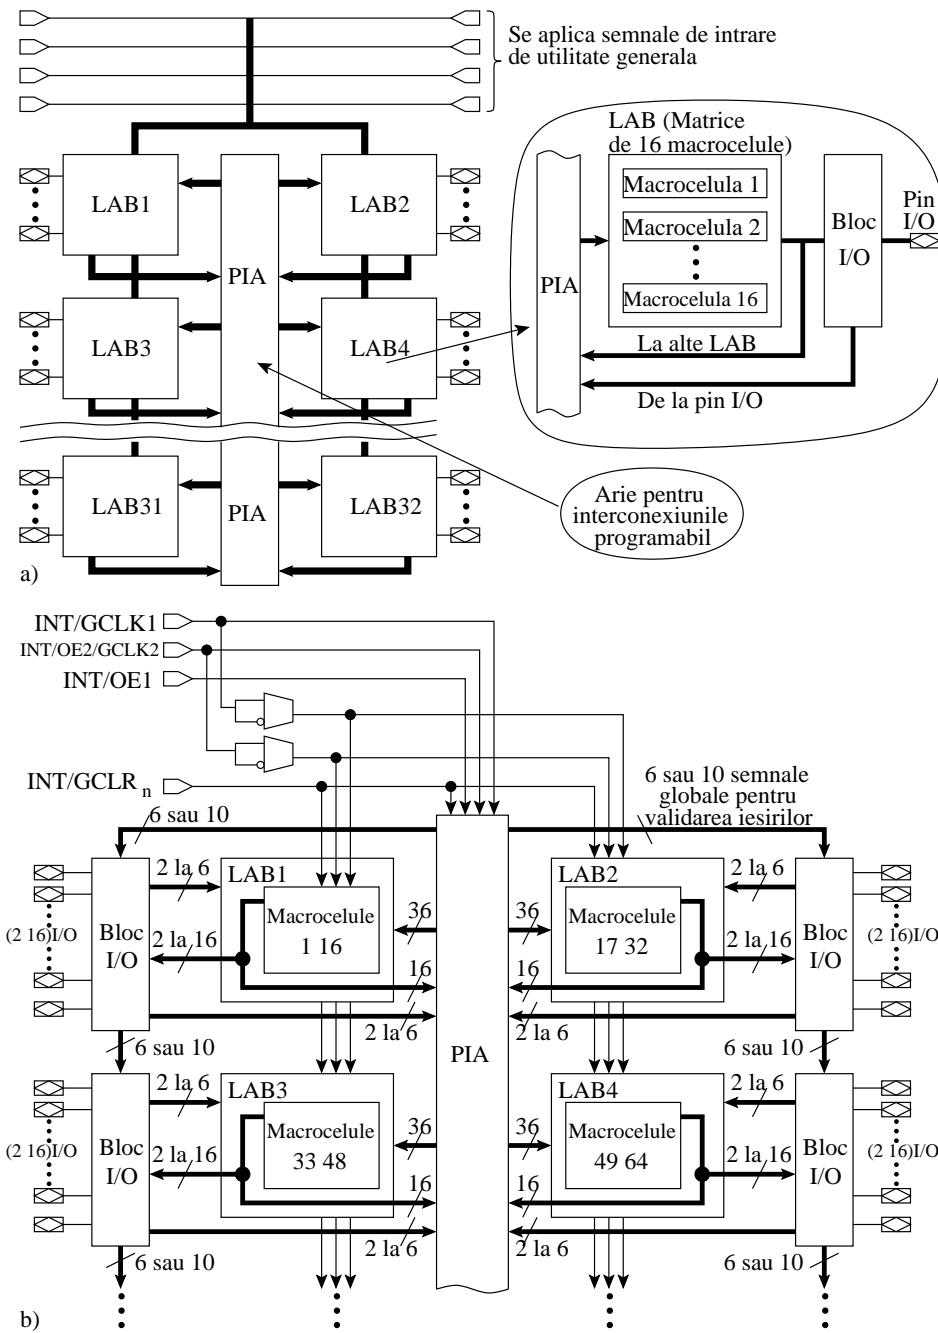 Se aplica semnale de intrare
de utilitate generala
LAB1
LAB2
PIA
LAB3
LAB4
LAB31
PIA
LAB32
a)
LAB (Matrice
de 16 macrocelule)
Macrocelula 1
Macrocelula 2
Macrocelula 16
PIA
Bloc
I/O
Pin
I/O
La alte LAB
De la pin I/O
Arie pentru
interconexiunile
programabil
INT/GCLK1
INT/OE2/GCLK2
INT/OE1
INT/GCLR n
6 sau 10
6 sau 10 semnale
globale pentru
validarea iesirilor
2 la 6
LAB1
36
36
LAB2
2 la 6
(2 16)I/O
Bloc
I/O
2 la 16
Macrocelule
1 16
Macrocelule
17 32
2 la 16
Bloc
I/O
(2 16)I/O
16
16
2 la 6
2 la 6
6 sau 10
PIA
6 sau 10
2 la 6
LAB3
36
36
LAB4
2 la 6
(2 16)I/O
Bloc
I/O
2 la 16
Macrocelule
33 48
Macrocelule
49 64
2 la 16
Bloc
I/O
(2 16)I/O
16
16
2 la 6
2 la 6
6 sau 10
6 sau 10
b)